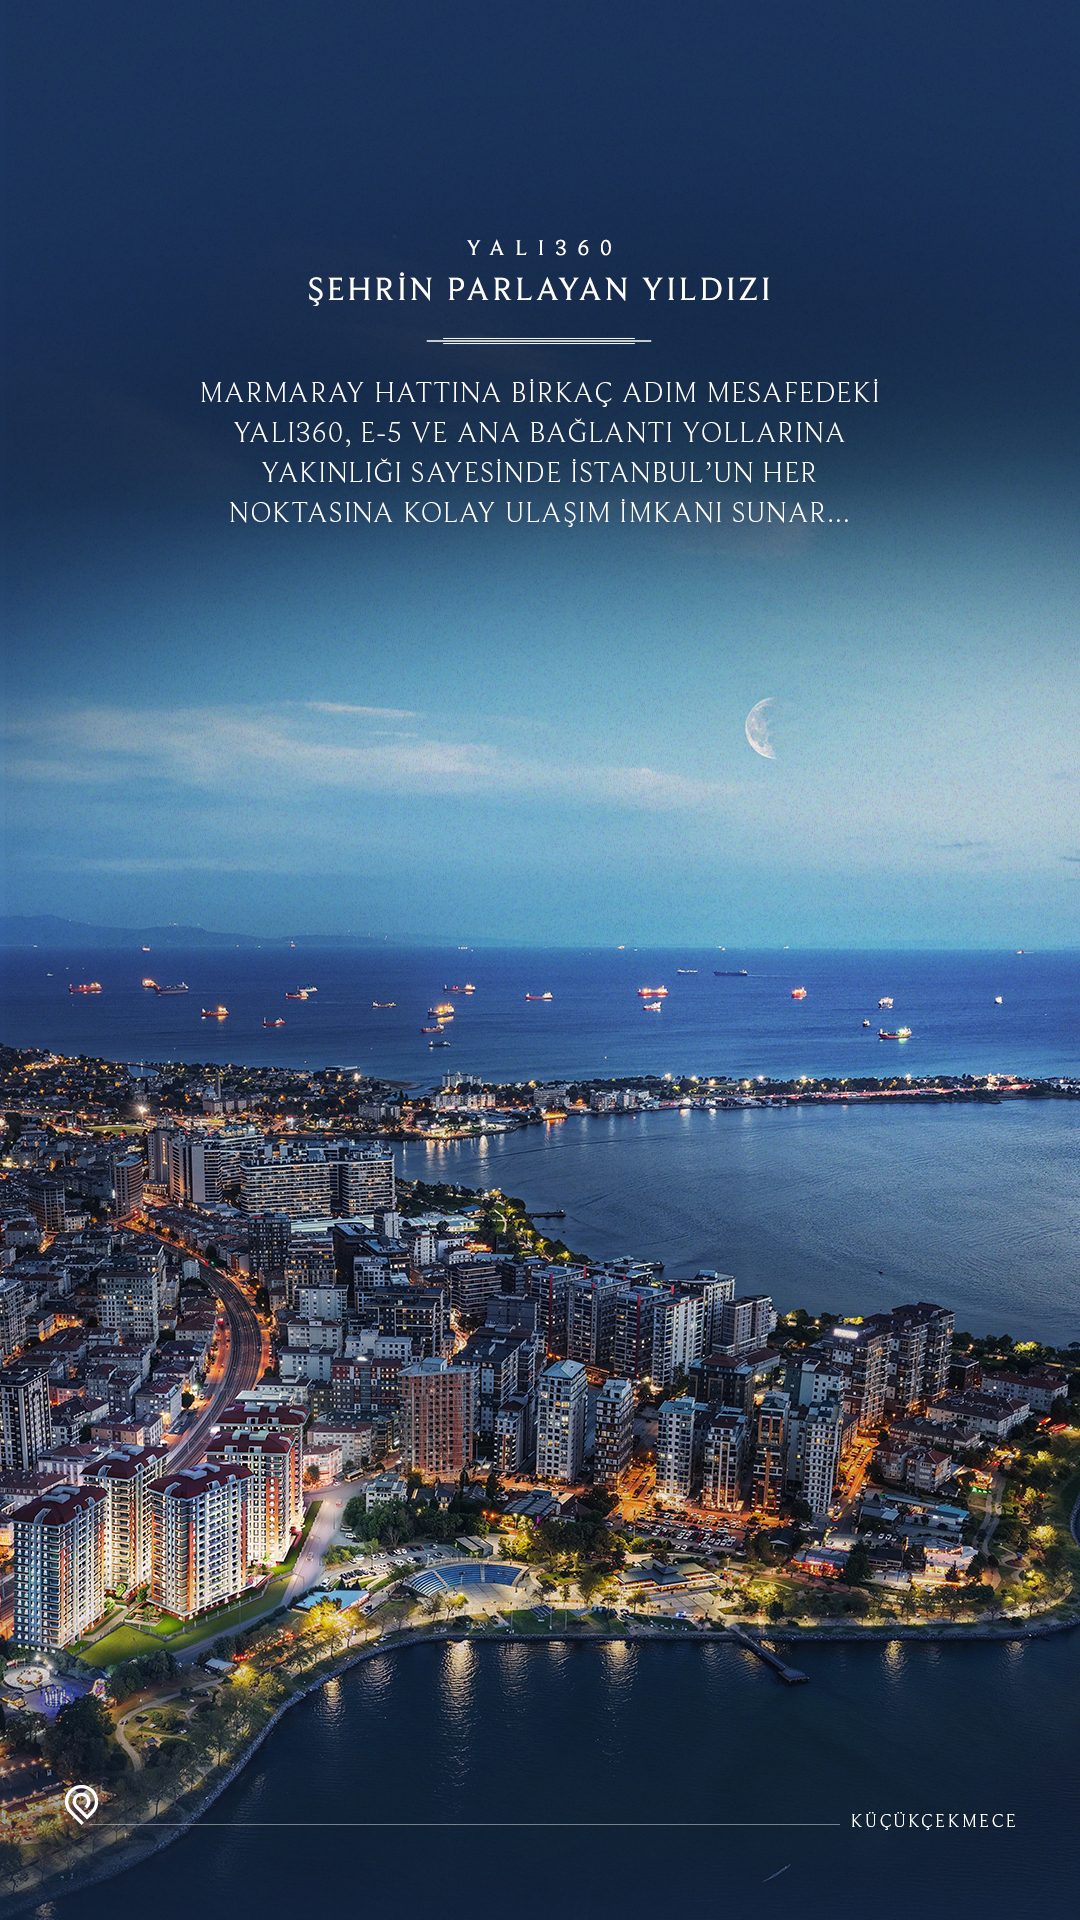 YALI360
ŞEHRİN PARLAYAN YILDIZI
MARMARAY HATTINA BİRKAÇ ADIM MESAFEDEKİ
YALI360, E-5 VE ANA BAĞLANTI YOLLARINA
YAKINLIĞI SAYESİNDE İSTANBUL’UN HER
NOKTASINA KOLAY ULAŞIM İMKANI SUNAR...
KÜÇÜKÇEKMECE